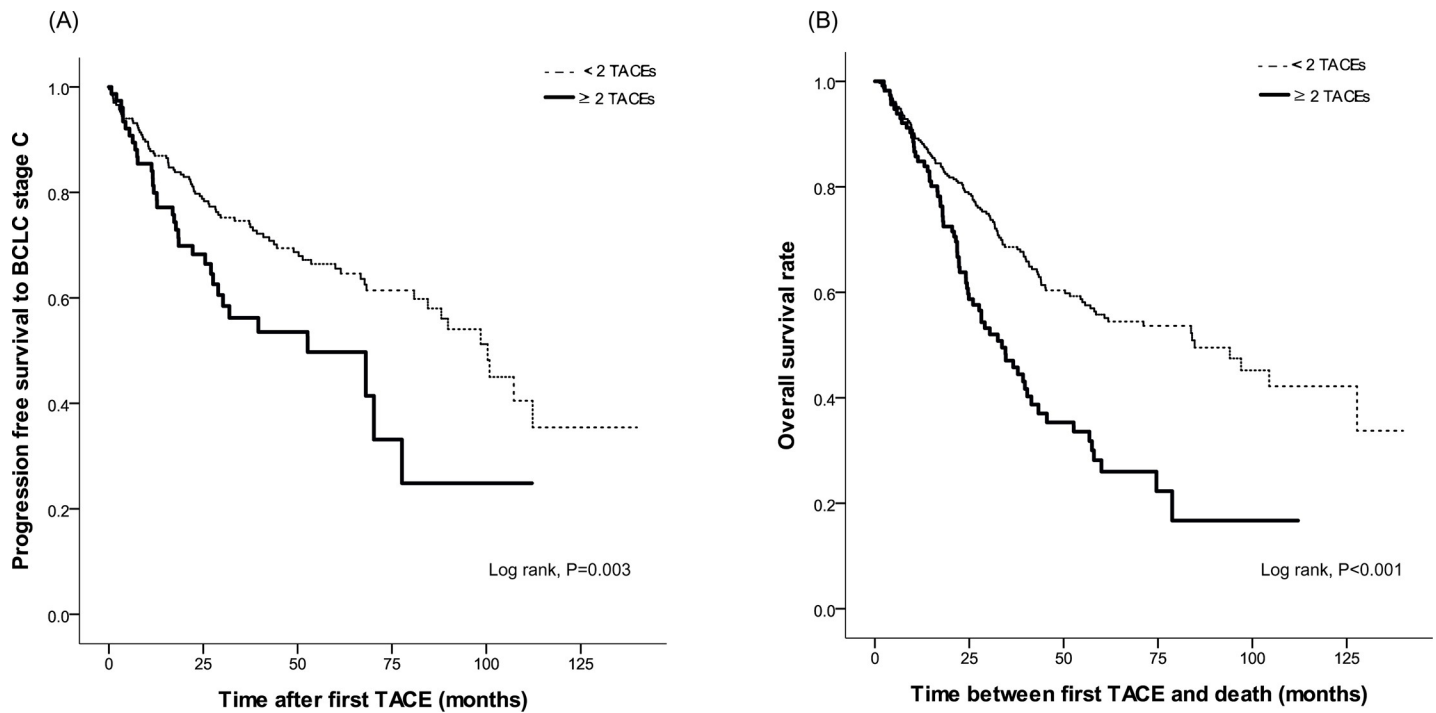 (A)
< 2 TACEs
≥ 2 TACEs
Progression free survival to BCLC stage C
1.0
0.8
0.6
0.4
0.2
0.0
Log rank, P=0.003
0 25 50 75 100 125
Time after first TACE (months)
(B)
< 2 TACEs
≥ 2 TACEs
Overall survival rate
1.0
0.8
0.6
0.4
0.2
0.0
Log rank, P<0.001
0 25 50 75 100 125
Time between first TACE and death (months)